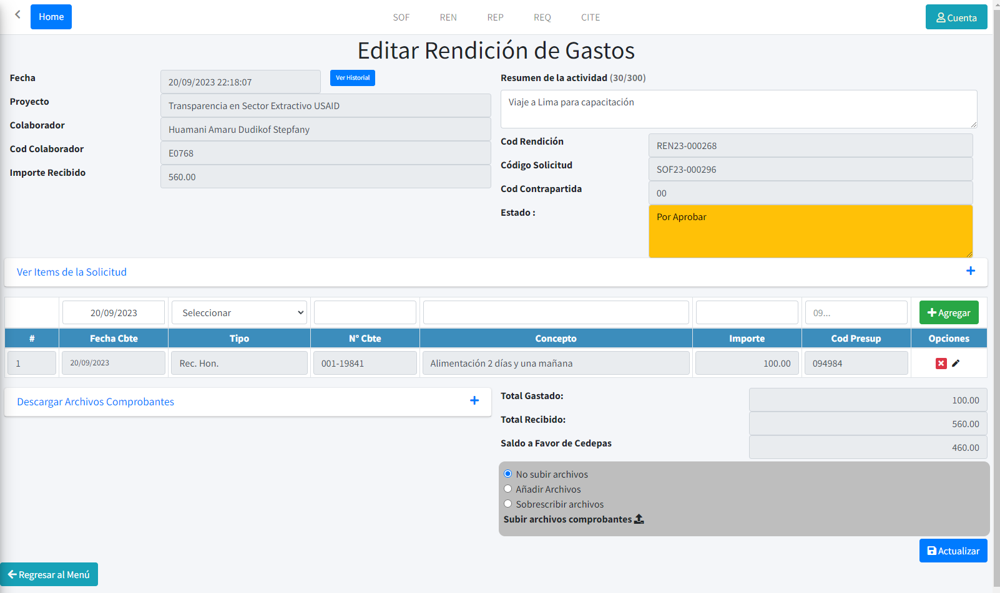 Home
SOF REN REP REQ CITE
Cuenta
Editar Rendición de Gastos
Fecha
20/09/2023 22:18:07
Ver Historial
Proyecto
Transparencia en Sector Extractivo USAID
Colaborador
Huamani Amaru Dudikof Stepfany
Cod Colaborador
E0768
Importe Recibido
560.00
Resumen de la actividad (30/300)
Viaje a Lima para capacitación
Cod Rendición
REN23-000268
Código Solicitud
SOF23-000296
Cod Contrapartida
00
Estado :
Por Aprobar
Ver Items de la Solicitud
20/09/2023 Seleccionar 09... Agregar
# Fecha Cbte Tipo N° Cbte Concepto Importe Cod Presup Opciones
1 20/09/2023 Rec. Hon. 001-19841 Alimentación 2 días y una mañana 100.00 094984
Descargar Archivos Comprobantes
Total Gastado:
100.00
Total Recibido:
560.00
Saldo a Favor de Cedepas
460.00
No subir archivos
Añadir Archivos
Sobrescribir archivos
Subir archivos comprobantes
Actualizar
Regresar al Menú